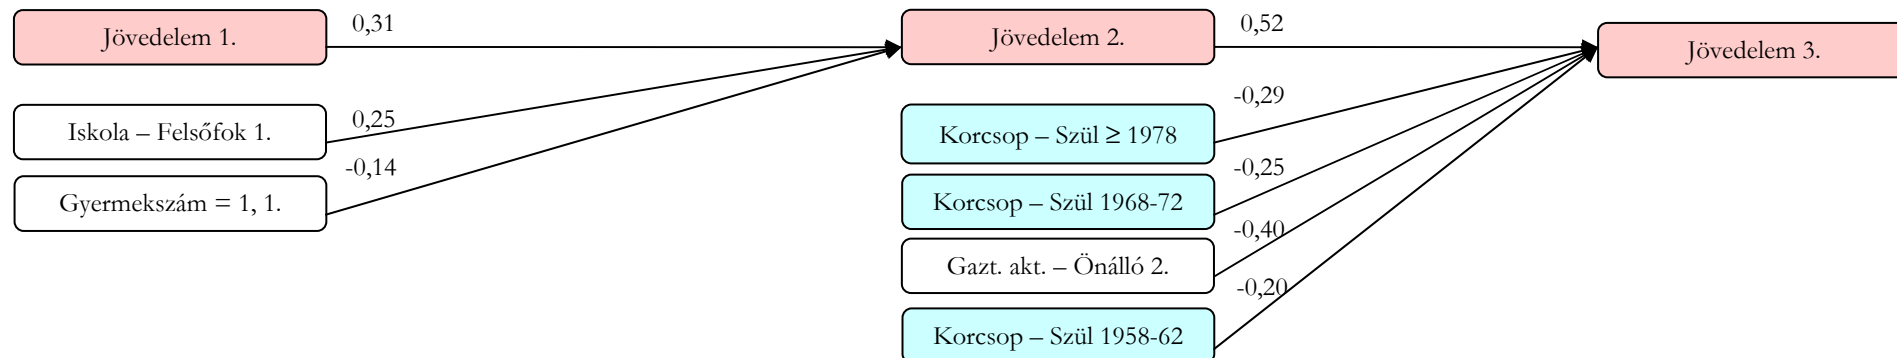 Jövedelem 1.
0,31
Jövedelem 2.
0,52
Jövedelem 3.
Iskola – Felsőfok 1.
0,25
Gyermekszám = 1, 1.
-0,14
Korcsop – Szül ≥ 1978
-0,29
Korcsop – Szül 1968-72
-0,25
Gazt. akt. – Önálló 2.
-0,40
Korcsop – Szül 1958-62
-0,20